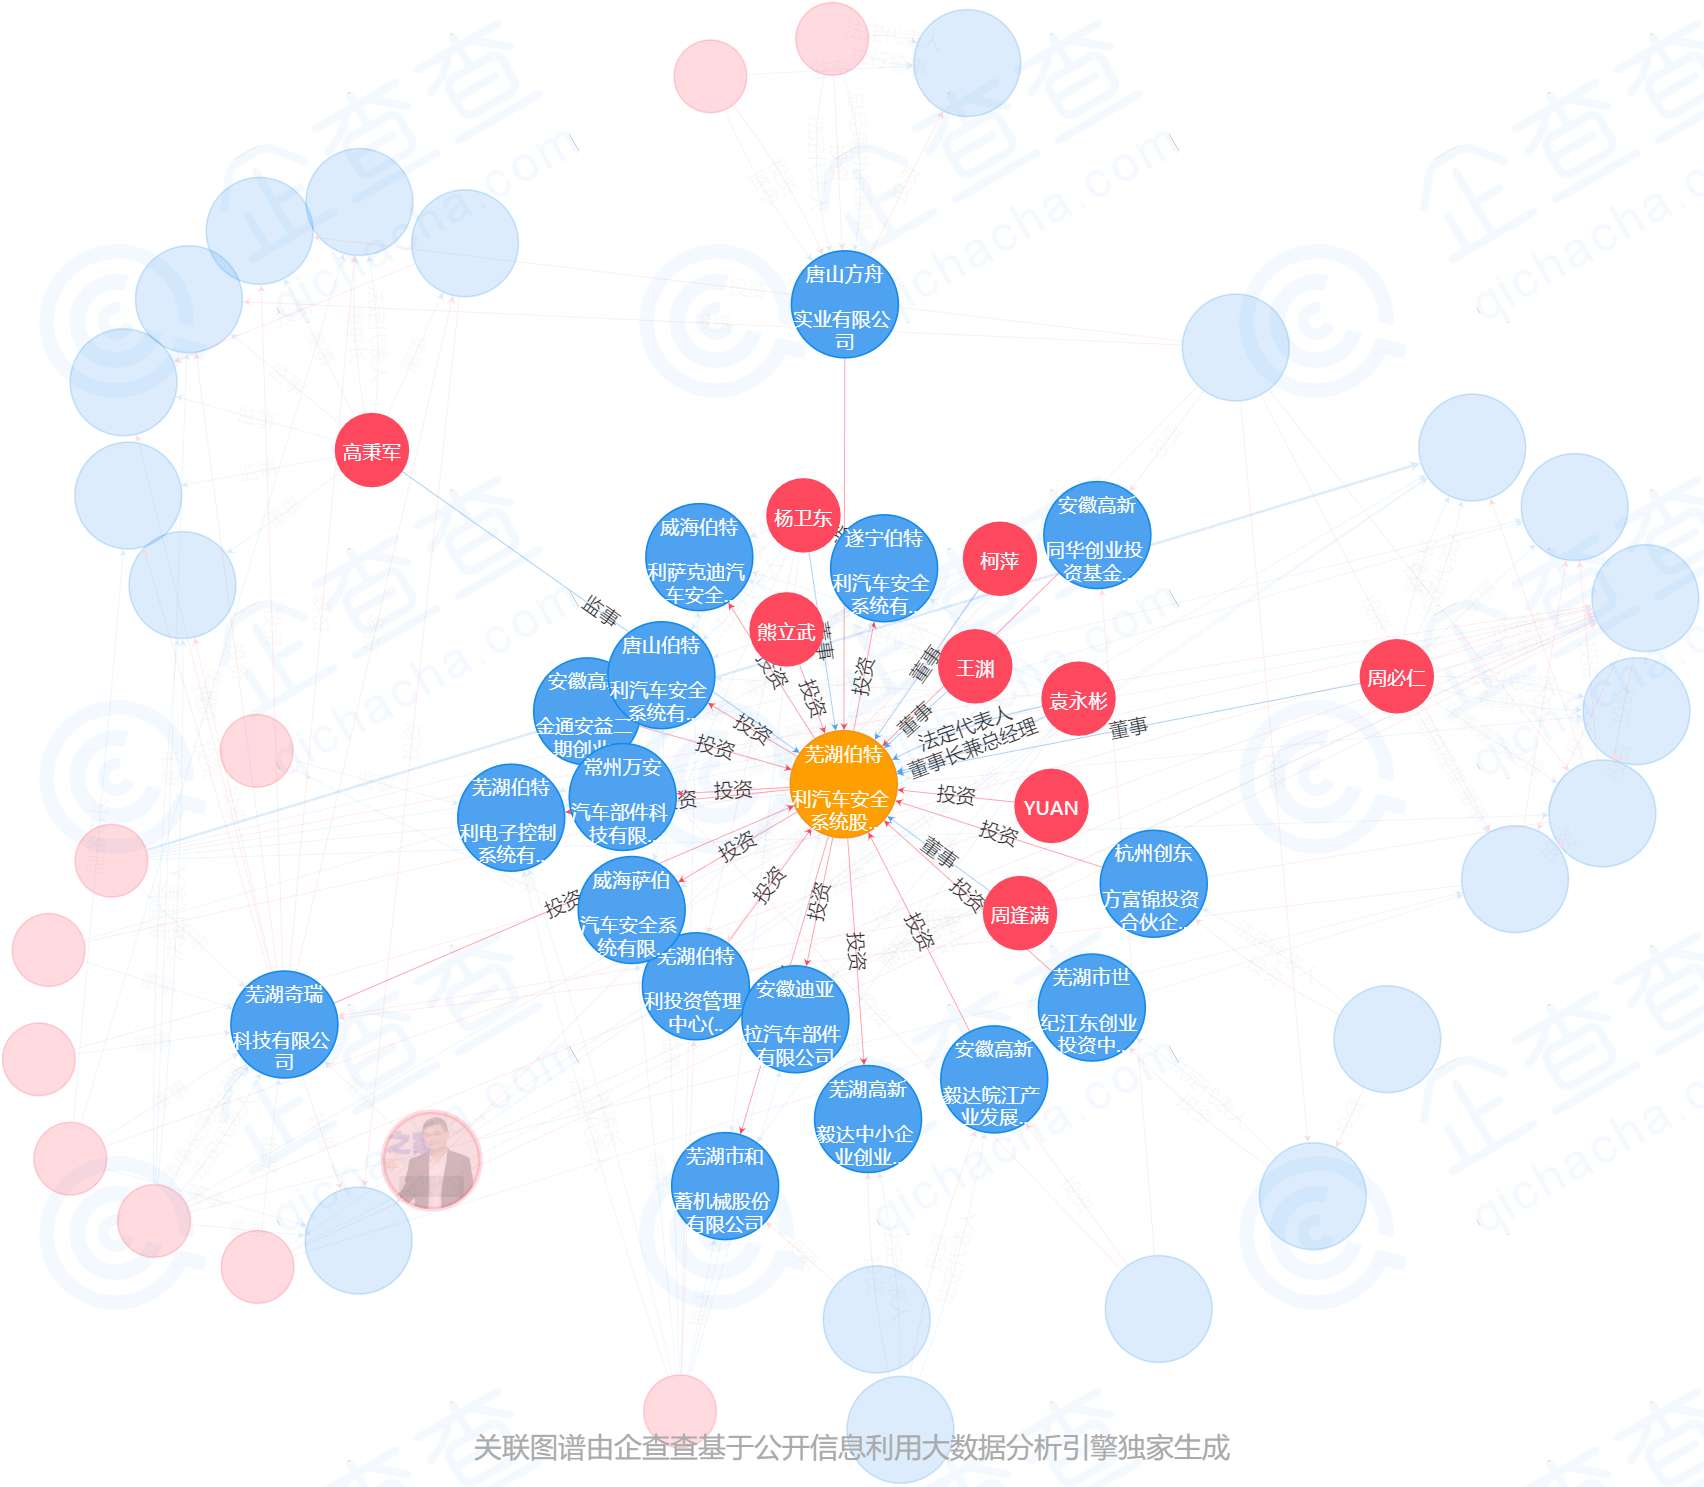 企查查
qichacha.com
唐山方舟
实业有限公
司
高秉军
监事
杨卫东
威海伯特
利萨克迪汽
车安全..
遂宁伯特
利汽车安全
系统有..
柯萍
安徽高新
同华创业投
资基金..
熊立武
董事
王渊
董事
唐山伯特
利汽车安全
系统有..
投资
投资
投资
袁永彬
周必仁
董事
金通安益二
期创业
投资
投资
董事
法定代表人
董事长兼总经理
芜湖伯特
利汽车安全
系统股..
常州万安
汽车部件科
技有限..
投资
芜湖伯特
利电子控制
系统有..
YUAN
投资
投资
杭州创东
方富锦投资
合伙企..
威海萨伯
汽车安全系
统有限..
投资
投资
投资
投资
投资
投资
董事
投资
周逢满
芜湖伯特
利投资管理
中心(..
安徽迪亚
拉汽车部件
有限公司
芜湖奇瑞
科技有限公
司
芜湖市世
纪江东创业
投资中..
安徽高新
毅达皖江产
业发展..
芜湖高新
毅达中小企
业创业..
芜湖市和
蓄机械股份
有限公司
关联图谱由企查查基于公开信息利用大数据分析引擎独家生成